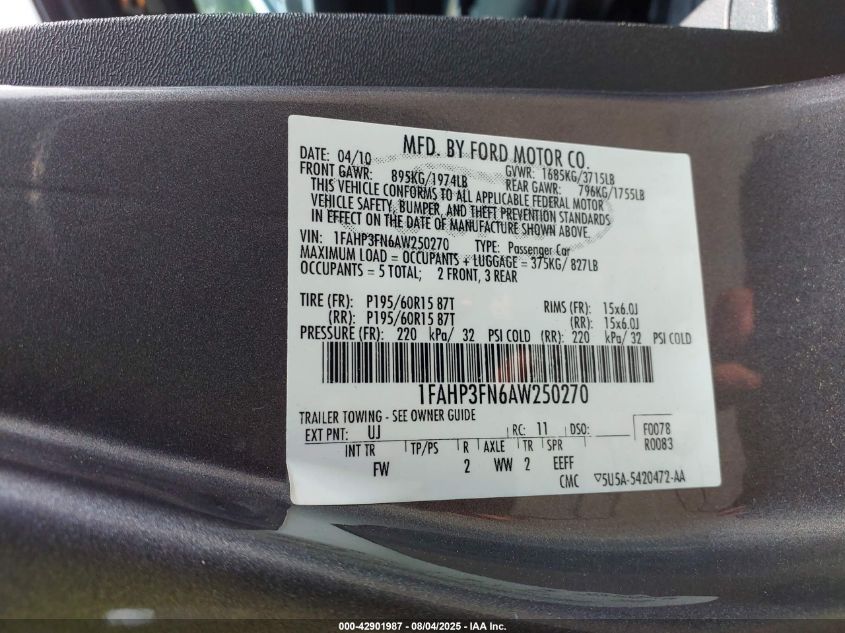 MFD. BY FORD MOTOR CO.
DATE: 04/10 GVWR: 1685KG/3715LB
FRONT GAWR: 895KG/1974LB REAR GAWR: 796KG/1755LB
THIS VEHICLE CONFORMS TO ALL APPLICABLE FEDERAL MOTOR
VEHICLE SAFETY, BUMPER, AND THEFT PREVENTION STANDARDS
IN EFFECT ON THE DATE OF MANUFACTURE SHOWN ABOVE.
VIN: 1FAHP3FN6AW250270 TYPE: Passenger Car
MAXIMUM LOAD = OCCUPANTS + LUGGAGE = 375KG/ 827LB
OCCUPANTS = 5 TOTAL; 2 FRONT, 3 REAR
TIRE (FR): P195/60R15 87T RIMS (FR): 15x6.0J
(RR): P195/60R15 87T (RR): 15x6.0J
PRESSURE (FR): 220 kPa/ 32 PSI COLD (RR): 220 kPa/ 32 PSI COLD
1FAHP3FN6AW250270
TRAILER TOWING - SEE OWNER GUIDE
EXT PNT: UJ RC: 11 DSO: F0078
R0083
INT TR TP/PS R AXLE TR SPR
FW 2 WW 2 EEFF
CMC ▽5U5A-5420472-AA
000-42901987 - 08/04/2025 - IAA Inc.